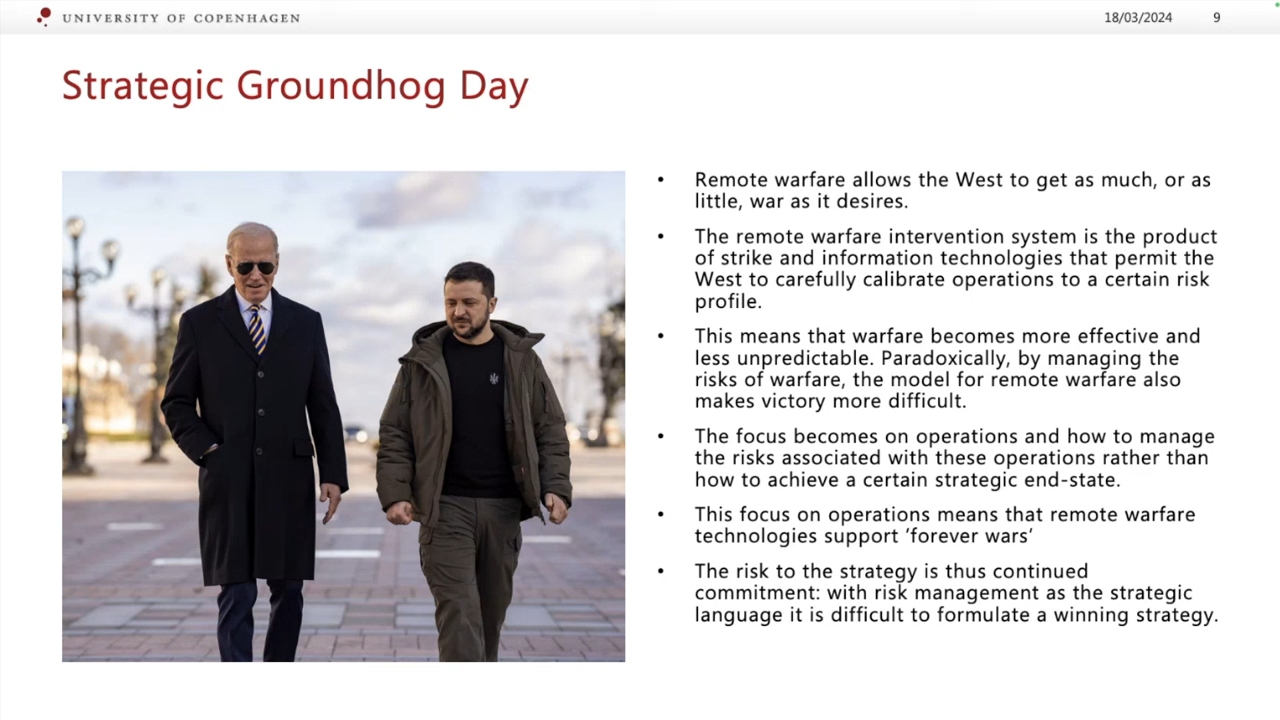 UNIVERSITY OF COPENHAGEN
18/03/2024 9
Strategic Groundhog Day
• Remote warfare allows the West to get as much, or as
little, war as it desires.
• The remote warfare intervention system is the product
of strike and information technologies that permit the
West to carefully calibrate operations to a certain risk
profile.
• This means that warfare becomes more effective and
less unpredictable. Paradoxically, by managing the
risks of warfare, the model for remote warfare also
makes victory more difficult.
• The focus becomes on operations and how to manage
the risks associated with these operations rather than
how to achieve a certain strategic end-state.
• This focus on operations means that remote warfare
technologies support ‘forever wars’
• The risk to the strategy is thus continued
commitment: with risk management as the strategic
language it is difficult to formulate a winning strategy.